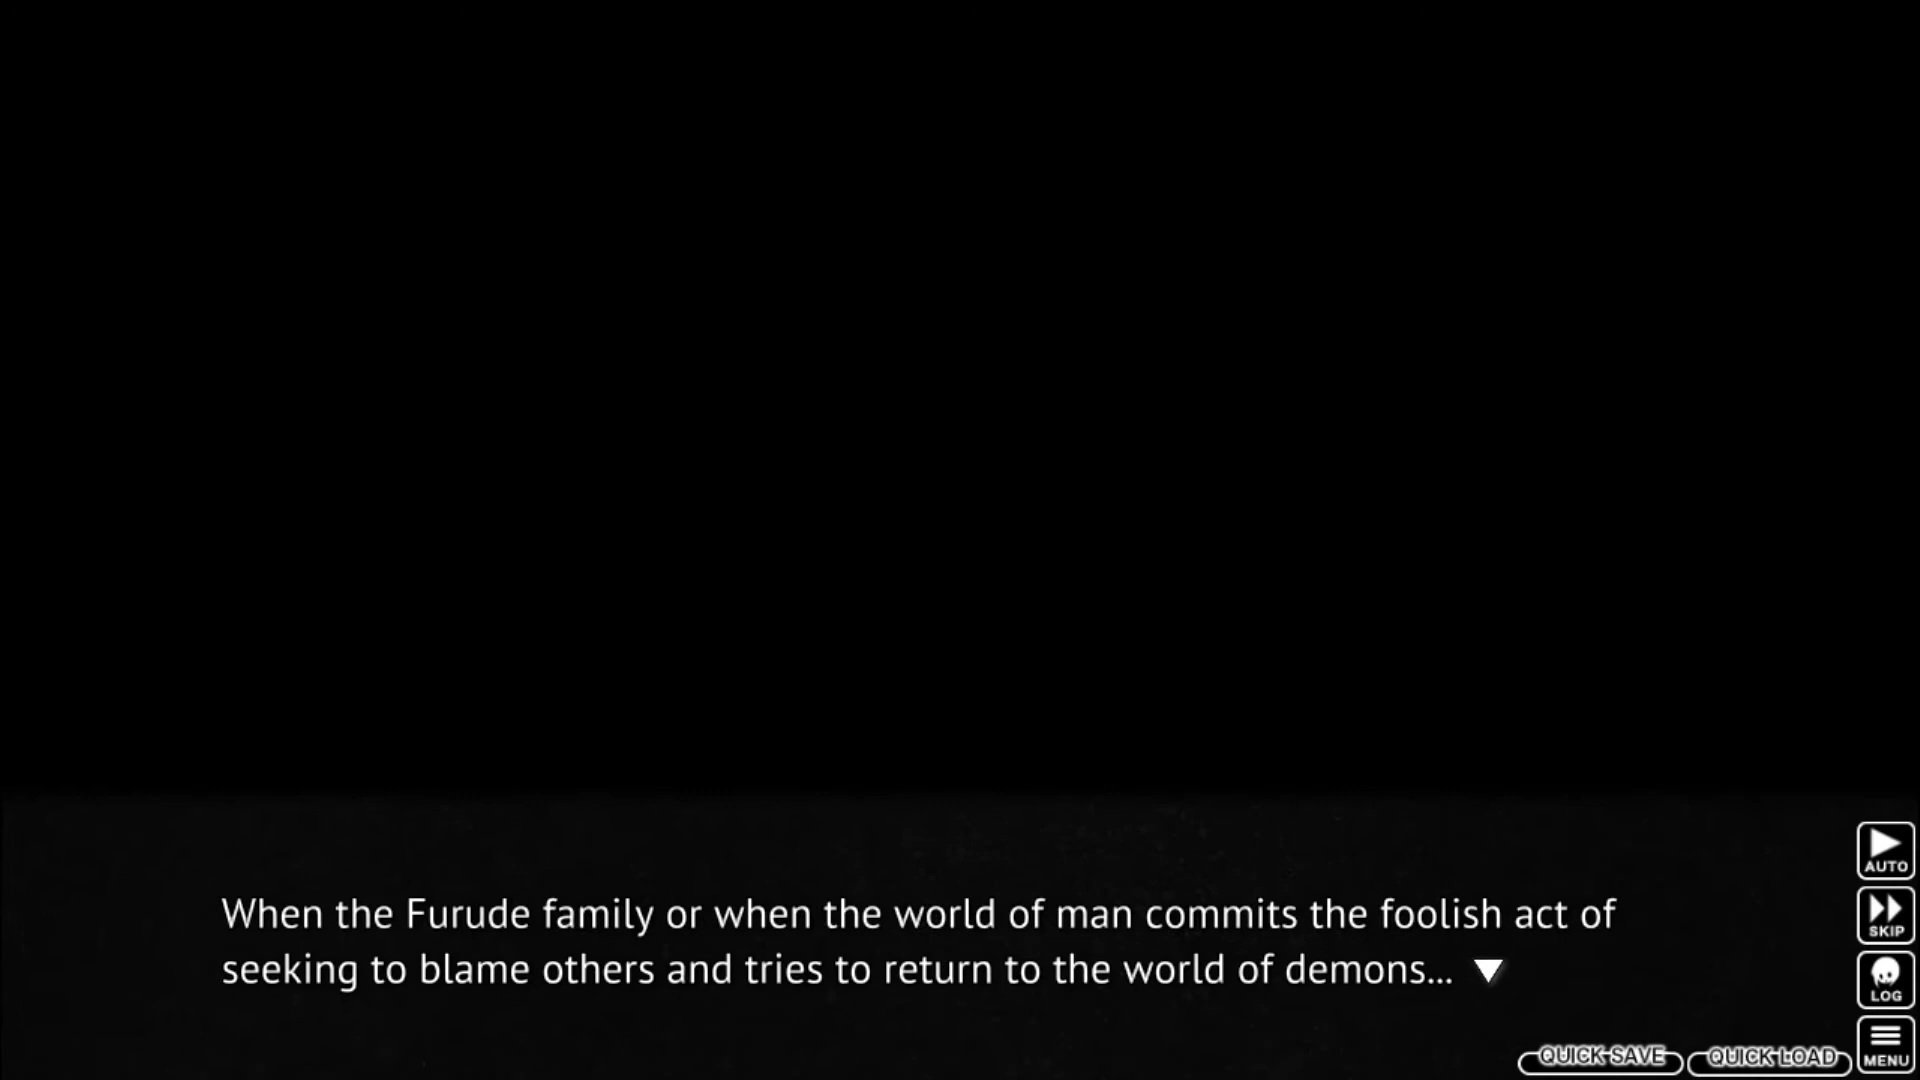 When the Furude family or when the world of man commits the foolish act of
seeking to blame others and tries to return to the world of demons...
AUTO
SKIP
LOG
MENU
QUICK SAVE
QUICK LOAD